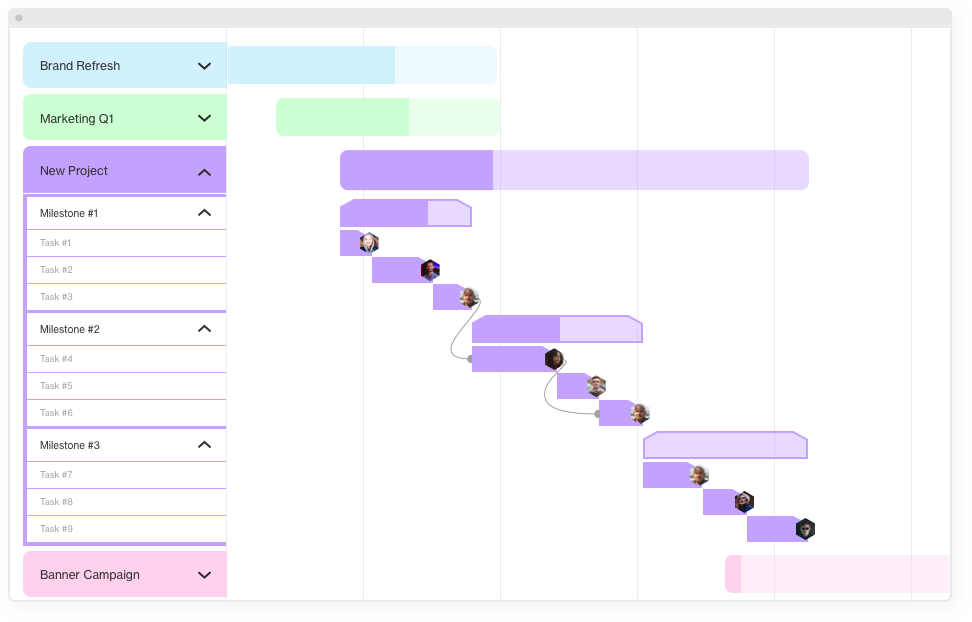 Brand Refresh
Marketing Q1
New Project
Milestone #1
Task #1
Task #2
Task #3
Milestone #2
Task #4
Task #5
Task #6
Milestone #3
Task #7
Task #8
Task #9
Banner Campaign